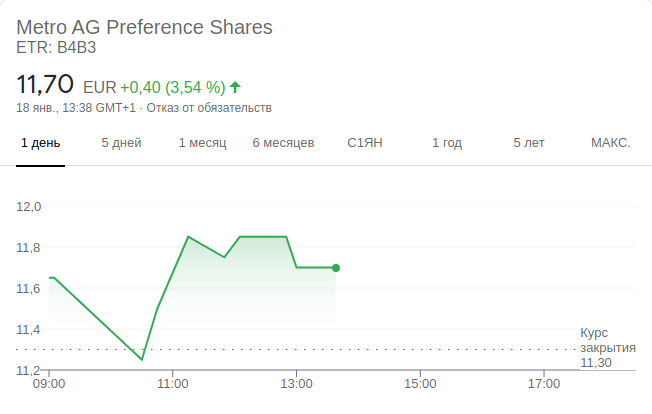 Metro AG Preference Shares
ETR: B4B3
11,70 EUR +0,40 (3,54 %)
18 янв., 13:38 GMT+1 · Отказ от обязательств
1 день 5 дней 1 месяц 6 месяцев С1ЯН 1 год 5 лет МАКС.
12,0
11,8
11,6
11,4
Курс
закрытия
11,30
11,2
09:00 11:00 13:00 15:00 17:00